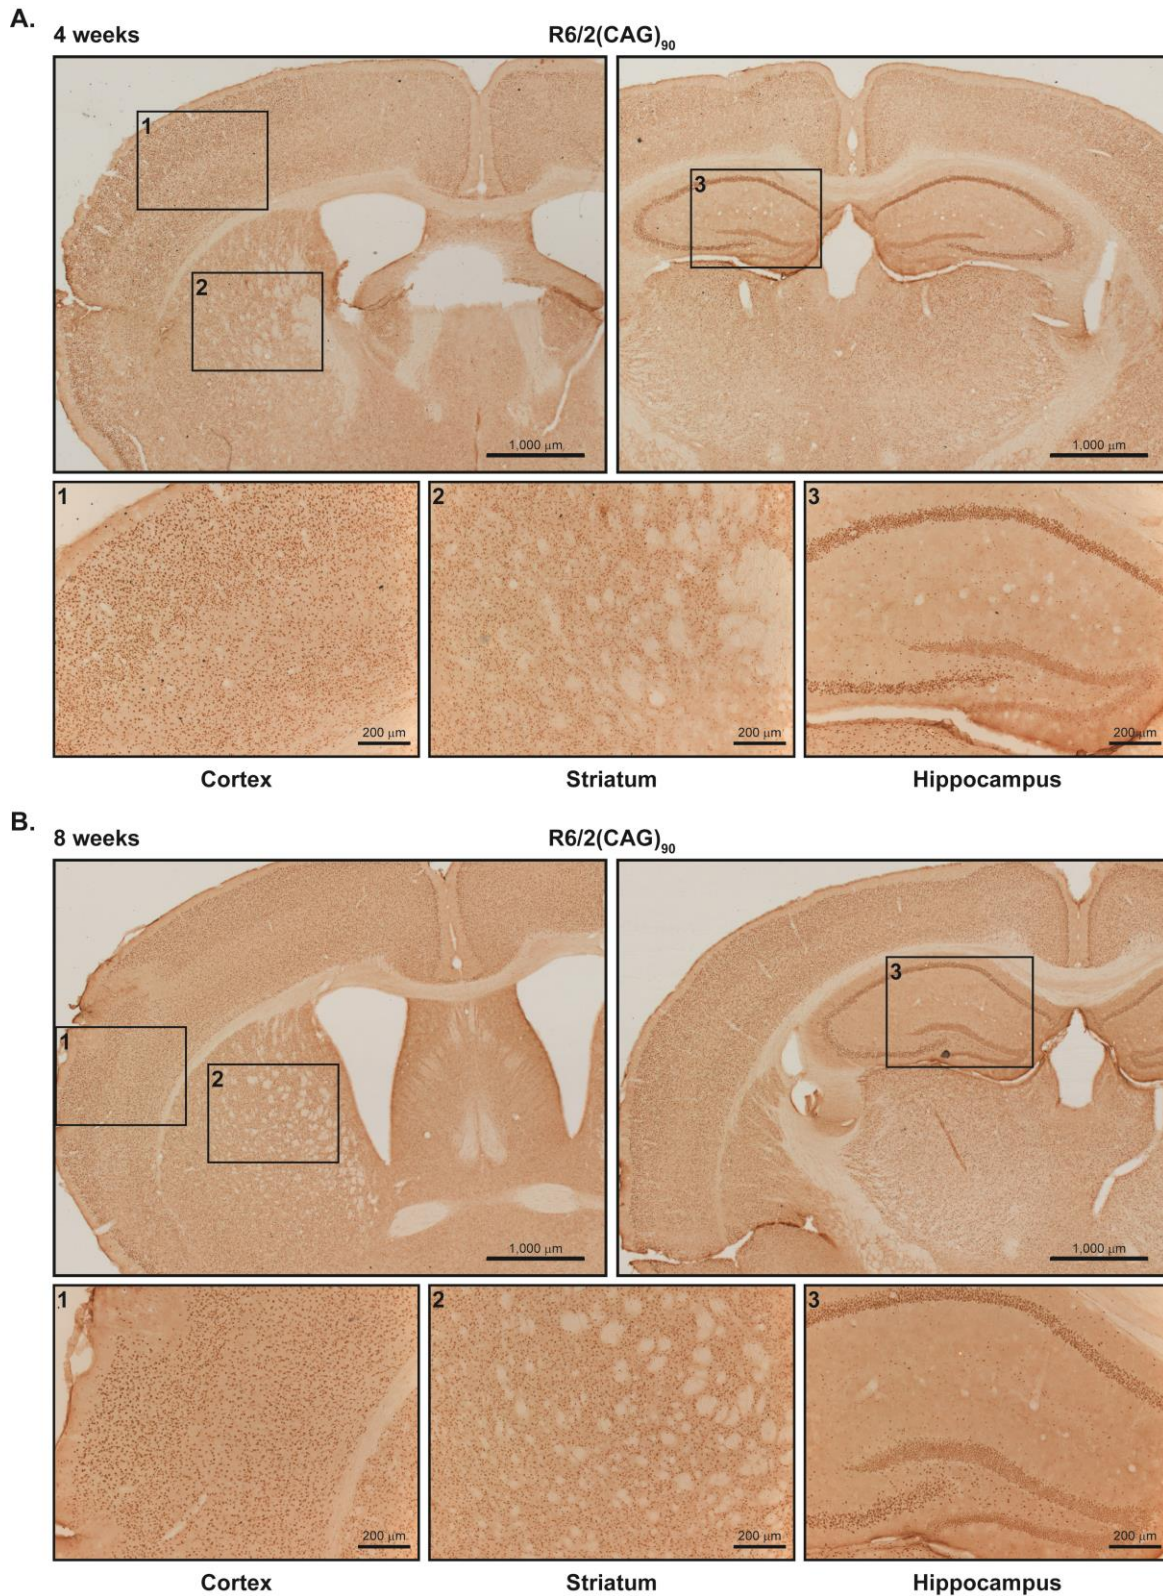 A.
4 weeks
R6/2(CAG)90
1
2
1,000 μm
3
1,000 μm
1
200 μm
2
200 μm
3
200 μm
Cortex
Striatum
Hippocampus
B.
8 weeks
R6/2(CAG)90
1
2
1,000 μm
3
1,000 μm
1
200 μm
2
200 μm
3
200 μm
Cortex
Striatum
Hippocampus